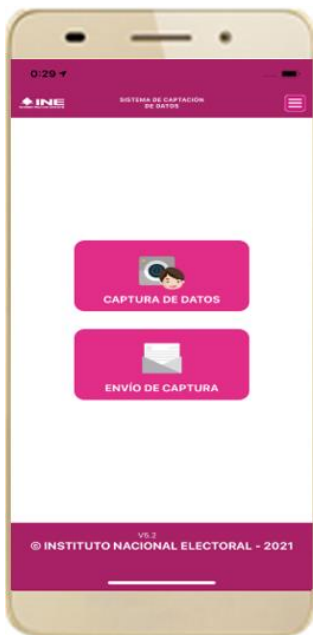 0:29
INE
SISTEMA DE CAPTACIÓN
DE DATOS
CAPTURA DE DATOS
ENVÍO DE CAPTURA
V5.2
© INSTITUTO NACIONAL ELECTORAL - 2021